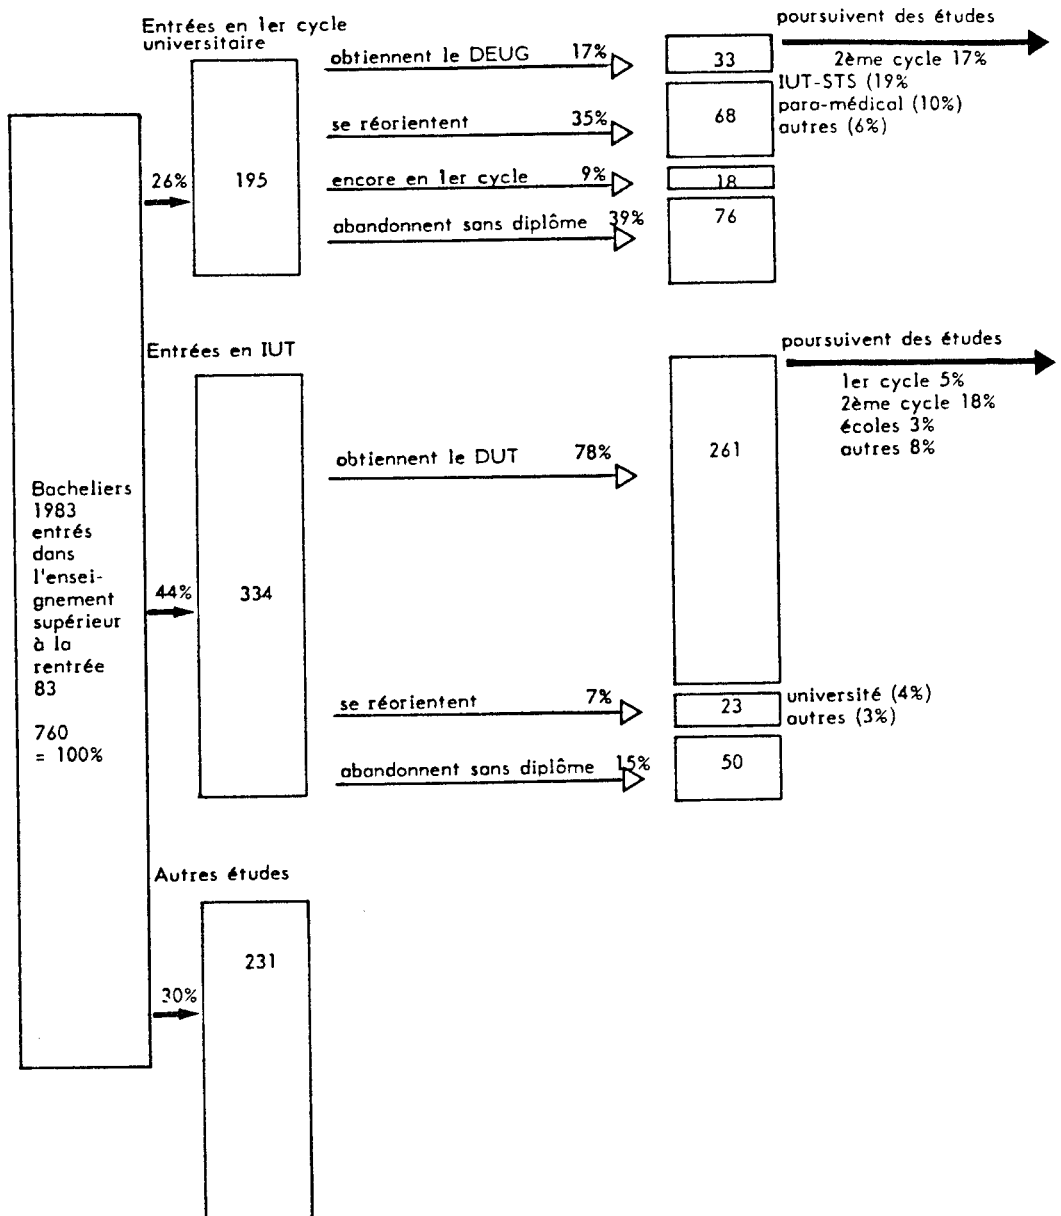 Entrées en 1er cycle
universitaire
poursuivent des études
obtiennent le DEUG 17%
33
2ème cycle 17%
IUT-STS (19%
para-médical (10%)
autres (6%)
se réorientent 35%
68
26%
195
encore en 1er cycle 9%
18
abandonnent sans diplôme 39%
76
Entrées en IUT
poursuivent des études
1er cycle 5%
2ème cycle 18%
écoles 3%
autres 8%
obtiennent le DUT 78%
261
Bacheliers
1983
entrés
dans
l'ensei-
gnement
supérieur
à la
rentrée
83
760
= 100%
44%
334
se réorientent 7%
23
université (4%)
autres (3%)
abandonnent sans diplôme 15%
50
Autres études
231
30%